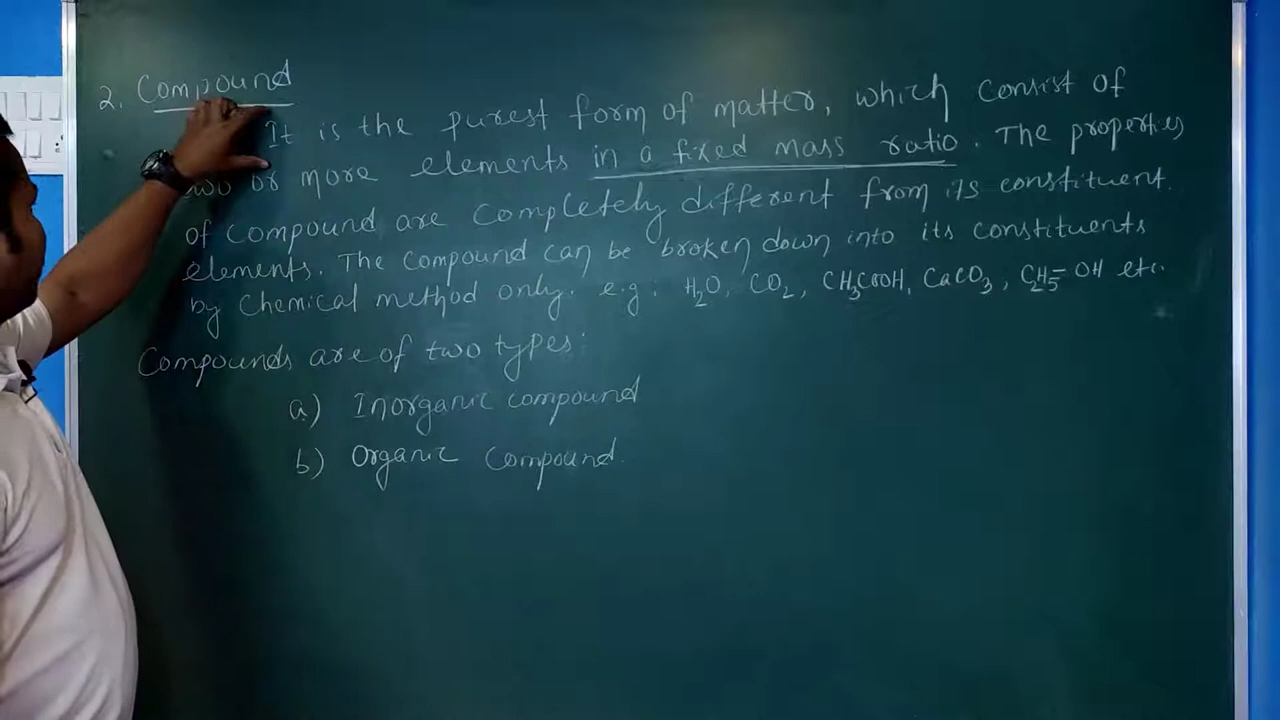 2. Compound
It is the purest form of matter, which consist of
two or more elements in a fixed mass ratio. The properties
of compound are completely different from its constituent
elements. The compound can be broken down into its constituents
by chemical method only. e.g: H₂O, CO₂, CH₃COOH, CaCO₃, C₂H₅-OH etc.
Compounds are of two types:
a) Inorganic compound
b) Organic compound.